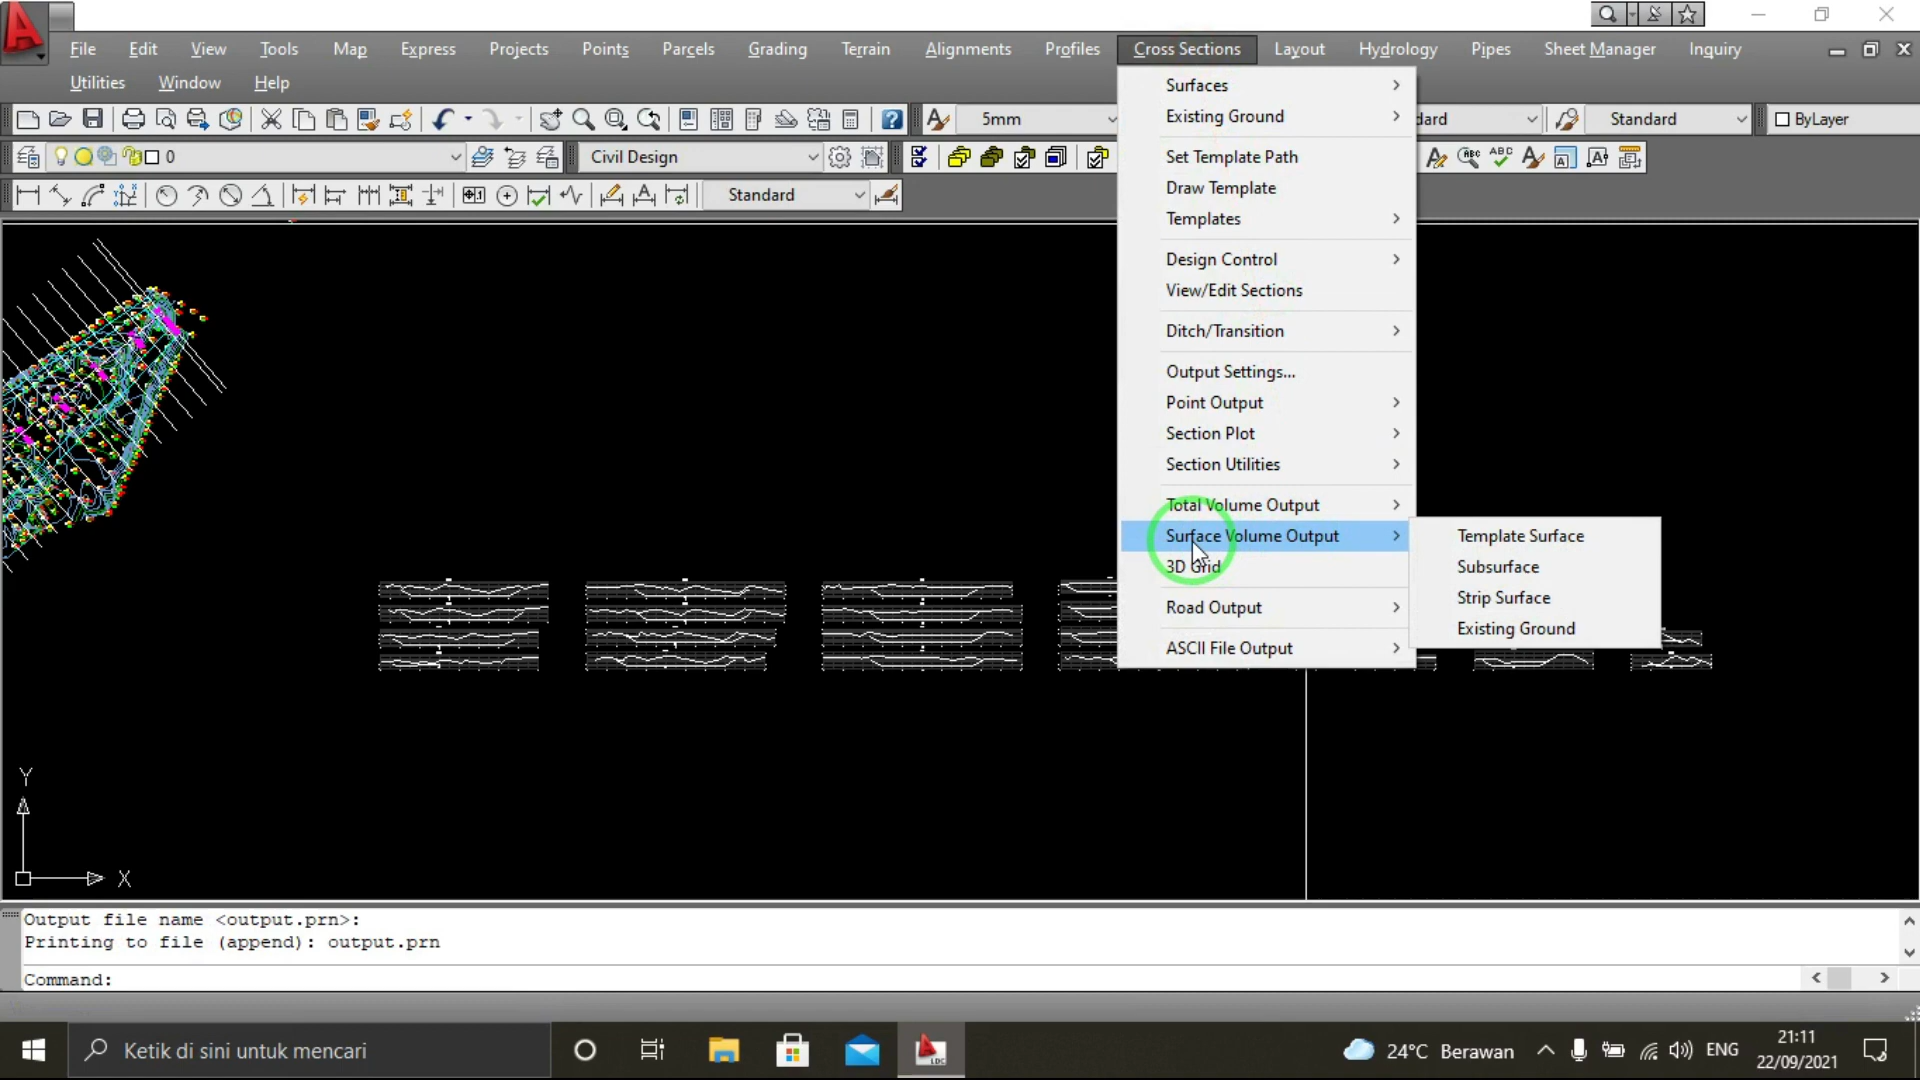 File Edit View Tools Map Express Projects Points Parcels Grading Terrain Alignments Profiles Cross Sections Layout Hydrology Pipes Sheet Manager Inquiry
Utilities Window Help
5mm
Standard
ByLayer
0
Civil Design
Standard
Surfaces
Existing Ground
Set Template Path
Draw Template
Templates
Design Control
View/Edit Sections
Ditch/Transition
Output Settings...
Point Output
Section Plot
Section Utilities
Total Volume Output
Surface Volume Output
3D Grid
Road Output
ASCII File Output
Template Surface
Subsurface
Strip Surface
Existing Ground
Y
X
Output file name <output.prn>:
Printing to file (append): output.prn
Command:
Ketik di sini untuk mencari
24°C Berawan
ENG
21:11
22/09/2021